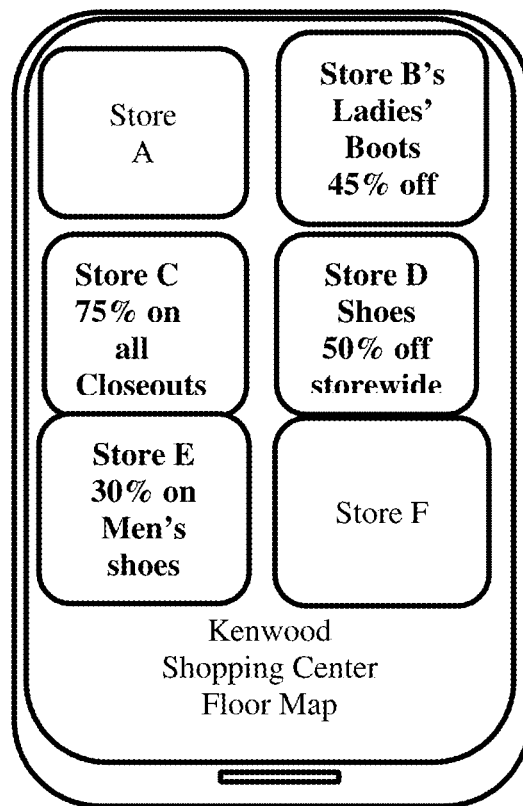 Store
A
Store B's
Ladies'
Boots
45% off
Store C
75% on
all
Closeouts
Store D
Shoes
50% off
storewide
Store E
30% on
Men's
shoes
Store F
Kenwood
Shopping Center
Floor Map